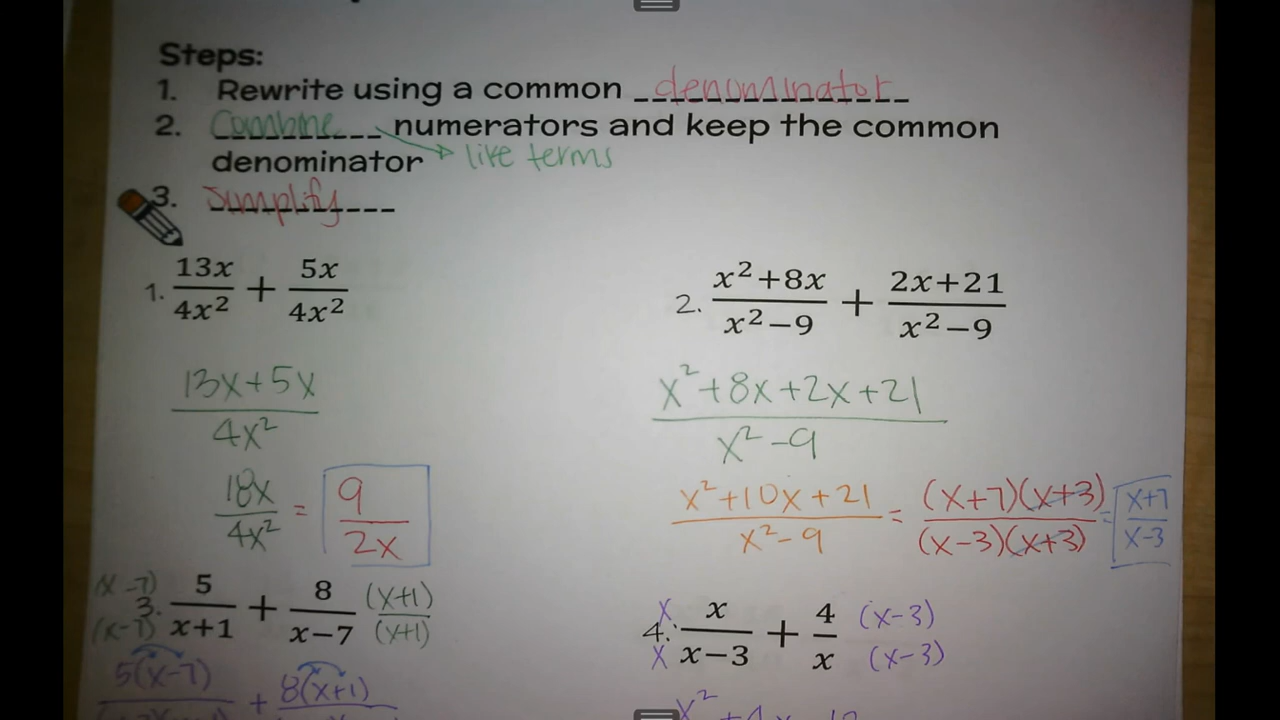 Steps:
1. Rewrite using a common denominator
2. Combine numerators and keep the common
denominator → like terms
3. Simplify
1. 13x/4x² + 5x/4x²
2. x²+8x/x²−9 + 2x+21/x²−9
13x+5x/4x²
x²+8x+2x+21/x²−9
18x/4x² = 9/2x
x²+10x+21/x²−9 = (x+7)(x+3)/(x−3)(x+3) = x+7/x−3
(x−7)/(x−7) 3. 5/x+1 + 8/x−7 (x+1)/(x+1)
4. x/x x/x−3 + 4/x (x−3)/(x−3)
5(x−7) + 8(x+1)
x²